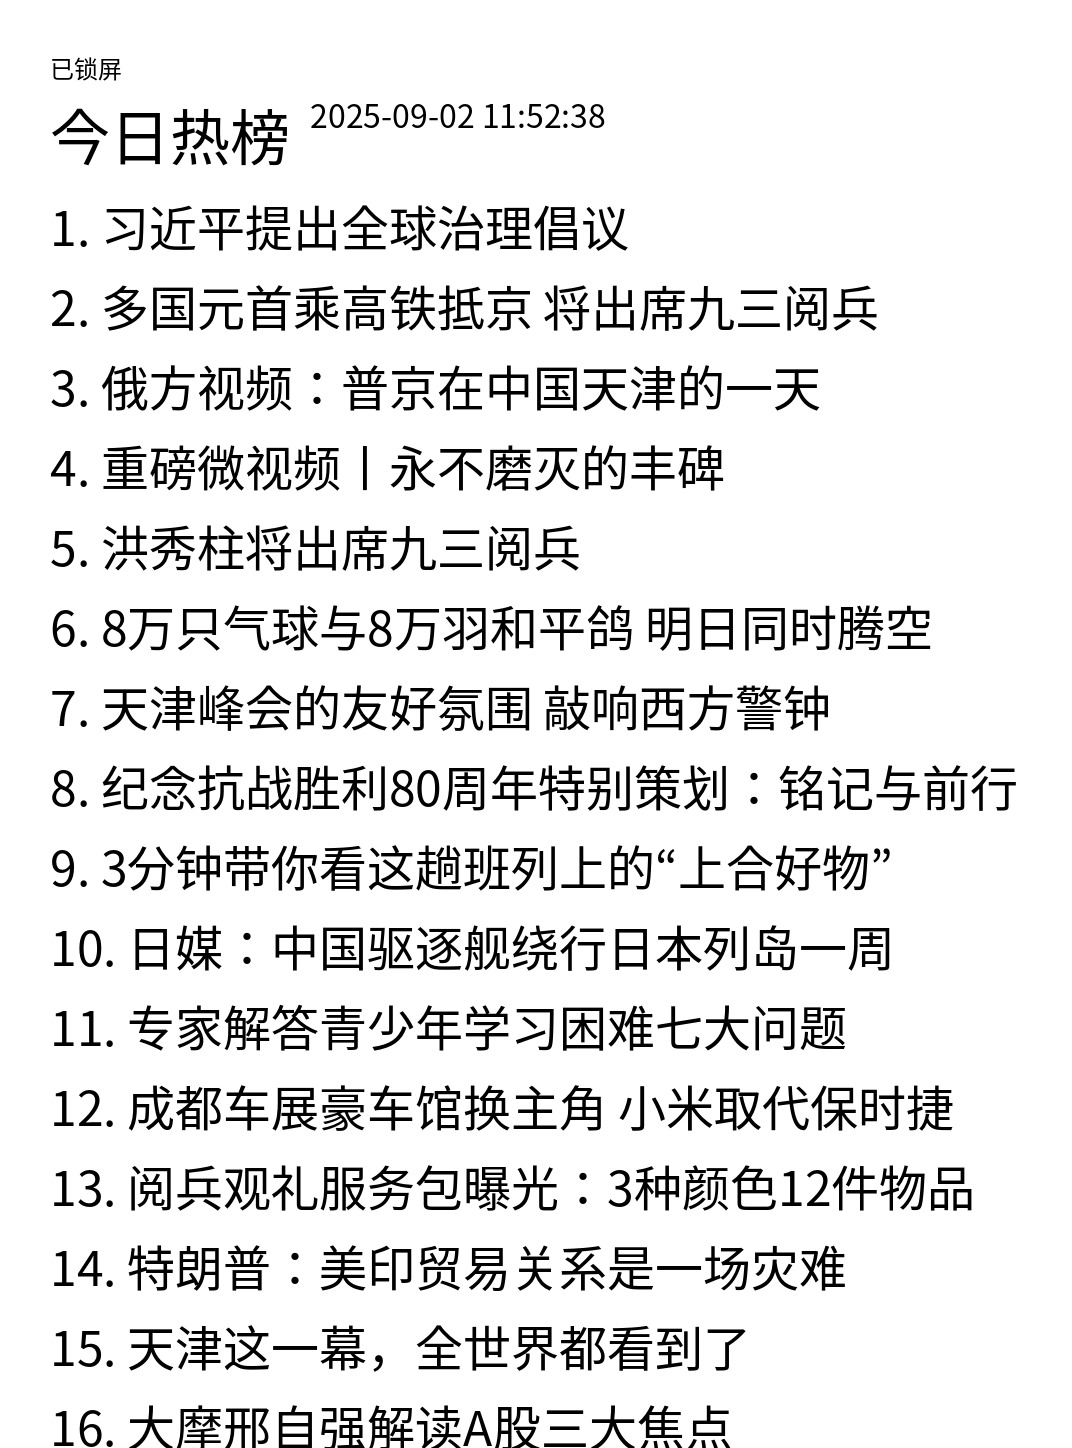 已锁屏
今日热榜 2025-09-02 11:52:38
1. 习近平提出全球治理倡议
2. 多国元首乘高铁抵京 将出席九三阅兵
3. 俄方视频：普京在中国天津的一天
4. 重磅微视频丨永不磨灭的丰碑
5. 洪秀柱将出席九三阅兵
6. 8万只气球与8万羽和平鸽 明日同时腾空
7. 天津峰会的友好氛围 敲响西方警钟
8. 纪念抗战胜利80周年特别策划：铭记与前行
9. 3分钟带你看这趟班列上的“上合好物”
10. 日媒：中国驱逐舰绕行日本列岛一周
11. 专家解答青少年学习困难七大问题
12. 成都车展豪车馆换主角 小米取代保时捷
13. 阅兵观礼服务包曝光：3种颜色12件物品
14. 特朗普：美印贸易关系是一场灾难
15. 天津这一幕，全世界都看到了
16. 大摩邢自强解读A股三大焦点